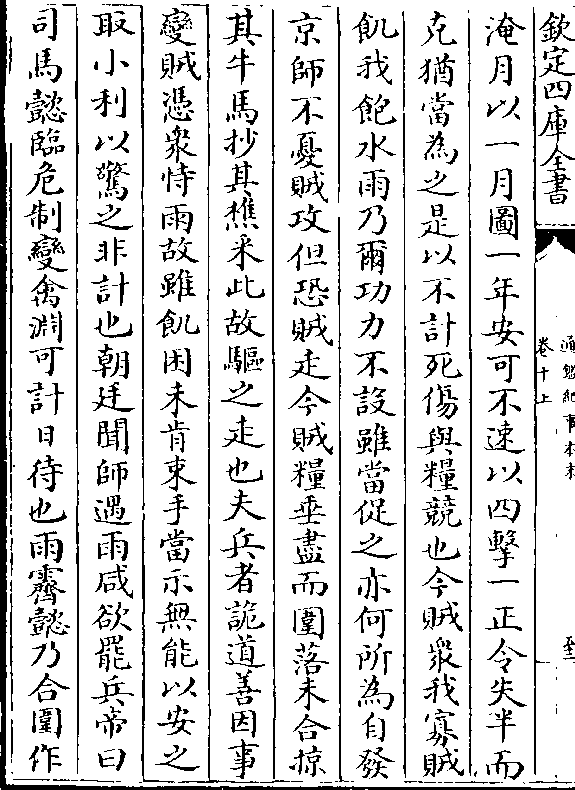 欽定四庫全書
通鑑紀事本末
卷十上
淹月以一月圖一年安可不速以四擊一正令失半而
克猶當為之是以不計死傷與糧競也今賊衆我寡賊
飢我飽水雨乃爾功力不設雖當促之亦何所為自發
京師不憂賊攻但恐賊走今賊糧垂盡而圍落未合掠
其牛馬抄其樵采此故驅之走也夫兵者詭道善因事
變賊憑衆恃雨故雖飢困未肯束手當示無能以安之
取小利以驚之非計也朝廷聞師遇雨咸欲罷兵帝曰
司馬懿臨危制變禽淵可計日待也雨霽懿乃合圍作